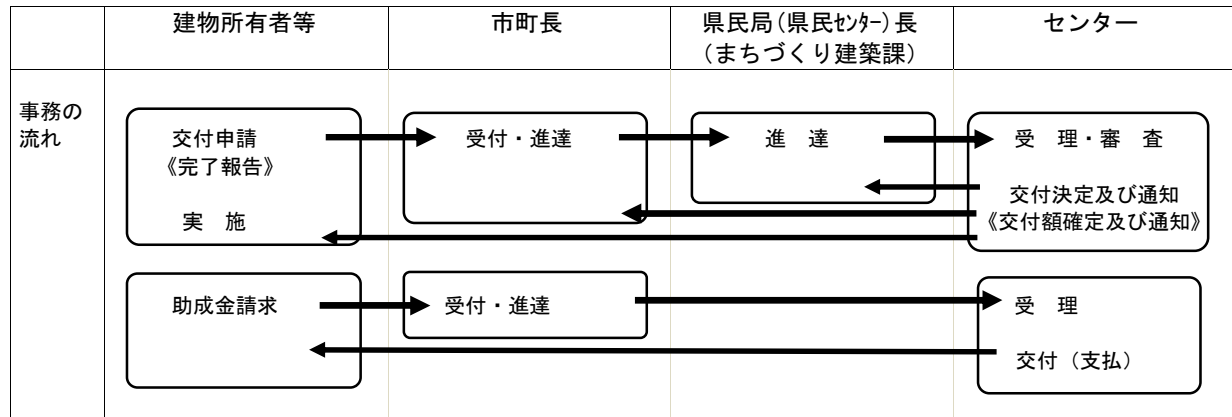 建物所有者等
市町長
県民局(県民ｾﾝﾀｰ)長
(まちづくり建築課)
センター
事務の
流れ
交付申請
《完了報告》
実　施
受付・進達
進　達
受　理・審　査
交付決定及び通知
《交付額確定及び通知》
助成金請求
受付・進達
受　理
交付（支払）